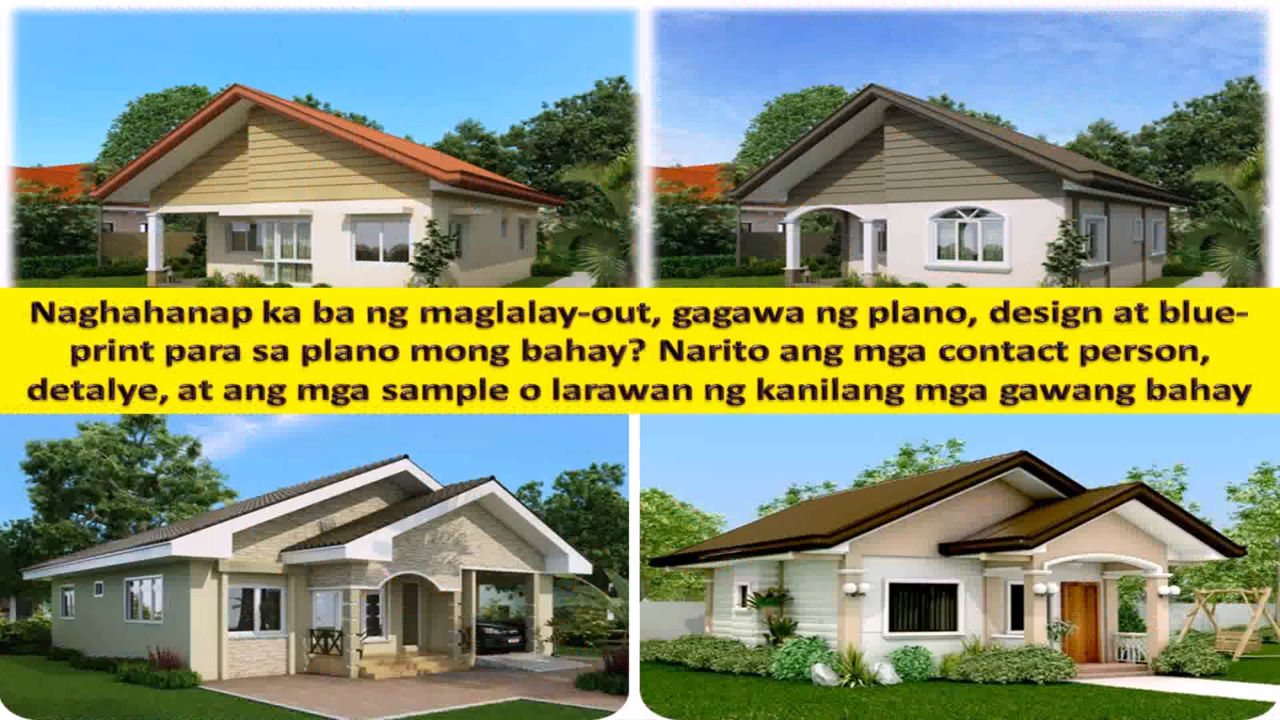 Naghahanap ka ba ng maglalay-out, gagawa ng plano, design at blue-
print para sa plano mong bahay? Narito ang mga contact person,
detalye, at ang mga sample o larawan ng kanilang mga gawang bahay